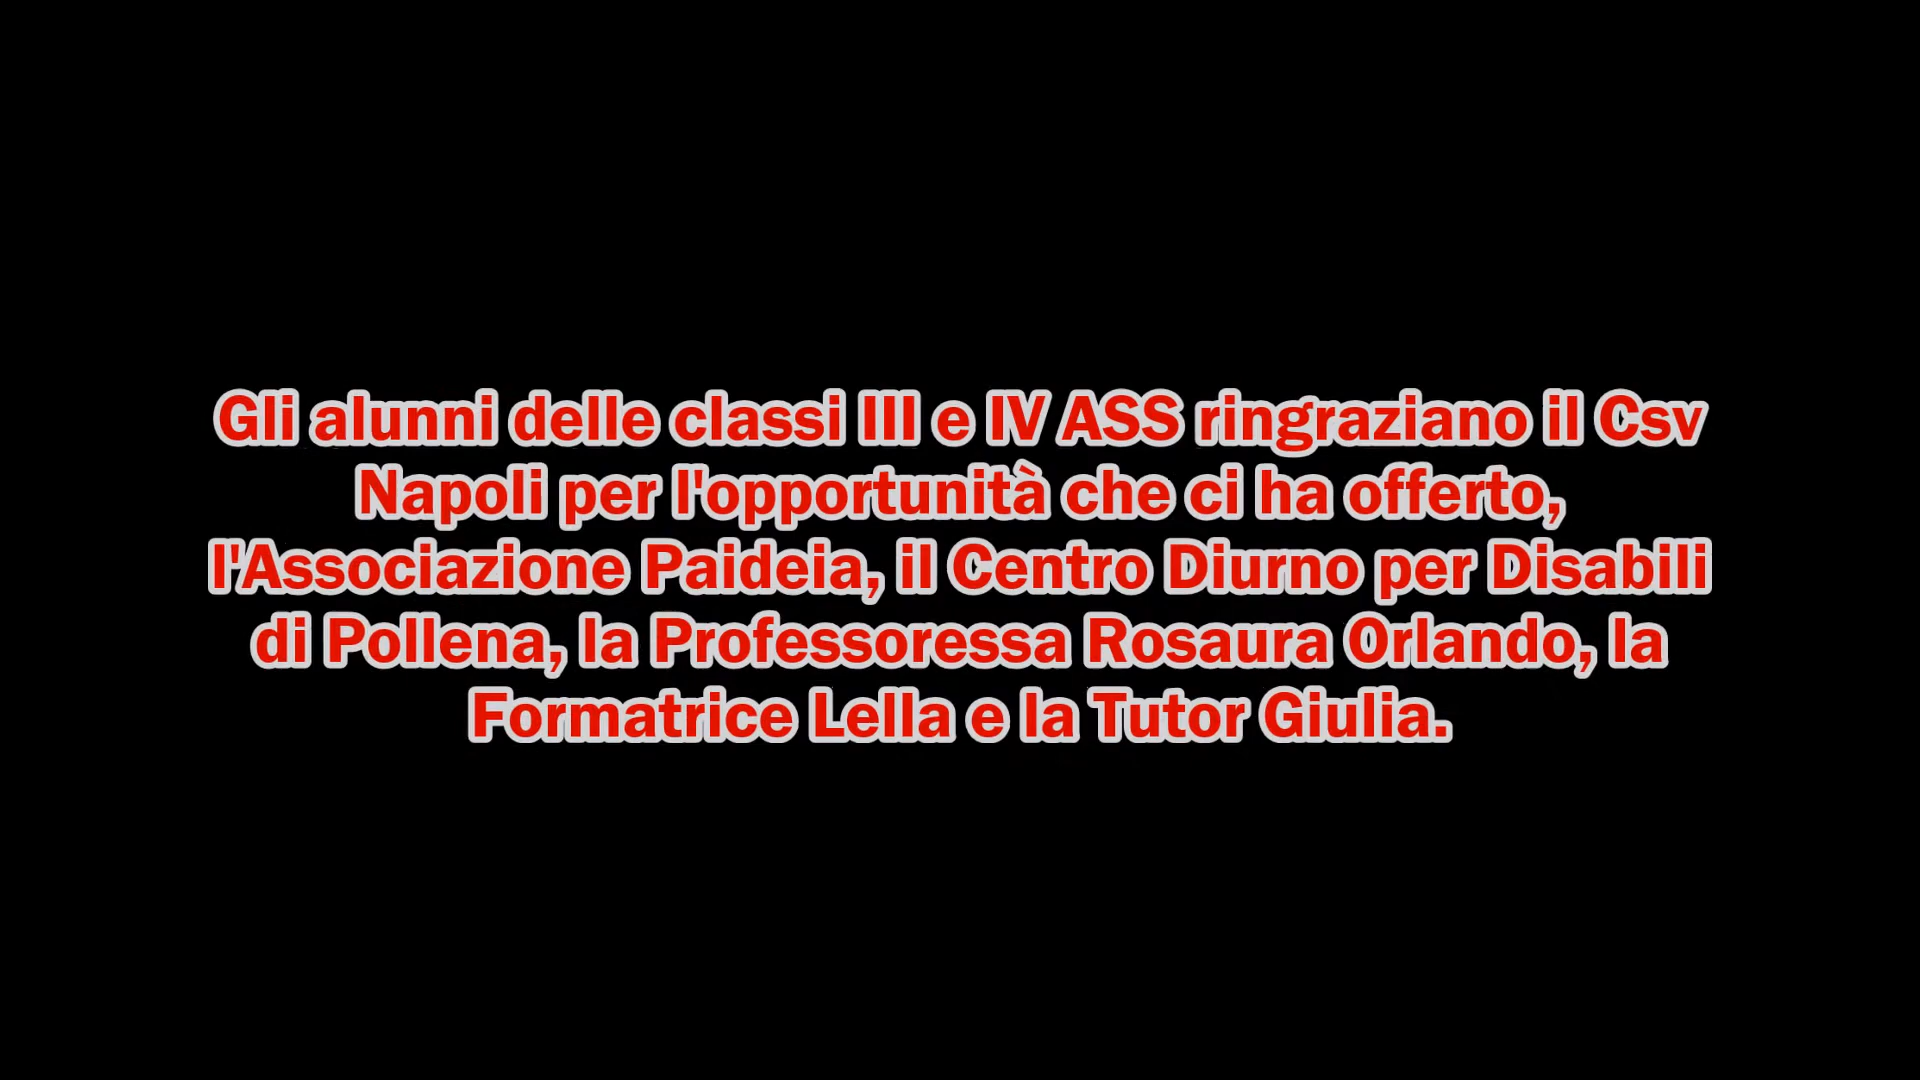 Gli alunni delle classi III e IV ASS ringraziano il Csv
Napoli per l'opportunità che ci ha offerto,
l'Associazione Paideia, il Centro Diurno per Disabili
di Pollena, la Professoressa Rosaura Orlando, la
Formatrice Lella e la Tutor Giulia.